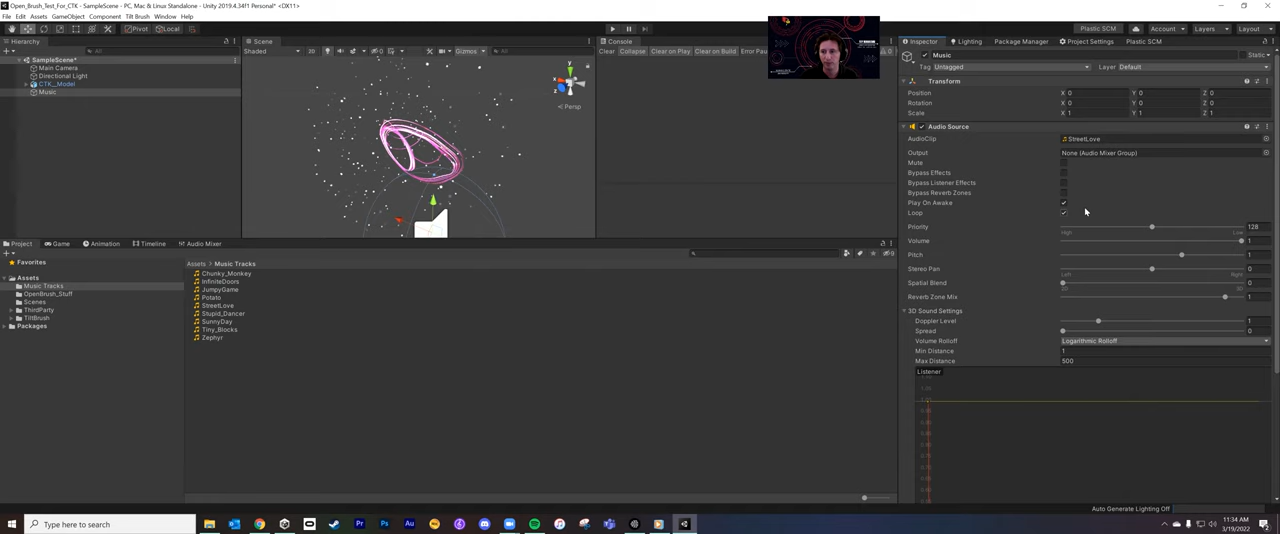 Open_Brush_Test_For_CTK - SampleScene - PC, Mac & Linux Standalone - Unity 2019.4.34f1 Personal* <DX11>
File Edit Assets GameObject Component Tilt Brush Window Help
Pivot Local Plastic SCM Account Layers Layout
Hierarchy Scene Console Inspector Lighting Package Manager Project Settings Plastic SCM
All Shaded 2D 0 Gizmos All Clear Collapse Clear on Play Clear on Build Error Pause 0
Music Static
SampleScene*
Main Camera
Directional Light
CTK_Model
Music
y
x
z
Persp
Tag Untagged Layer Default
Transform
Position X 0 Y 0 Z 0
Rotation X 0 Y 0 Z 0
Scale X 1 Y 1 Z 1
Audio Source
AudioClip StreetLove
Output None (Audio Mixer Group)
Mute
Bypass Effects
Bypass Listener Effects
Bypass Reverb Zones
Play On Awake
Loop
Priority 128
High Low
Volume 1
Pitch 1
Stereo Pan 0
Left Right
Spatial Blend 0
2D 3D
Reverb Zone Mix 1
3D Sound Settings
Doppler Level 1
Spread 0
Volume Rolloff Logarithmic Rolloff
Min Distance 1
Max Distance 500
Listener
Project Game Animation Timeline Audio Mixer
Favorites
Assets
Music Tracks
OpenBrush_Stuff
Scenes
ThirdParty
TiltBrush
Packages
Assets > Music Tracks
Chunky_Monkey
InfiniteDoors
JumpyGame
Potato
StreetLove
Stupid_Dancer
SunnyDay
Tiny_Blocks
Zephyr
Auto Generate Lighting Off
Type here to search
11:34 AM
3/19/2022